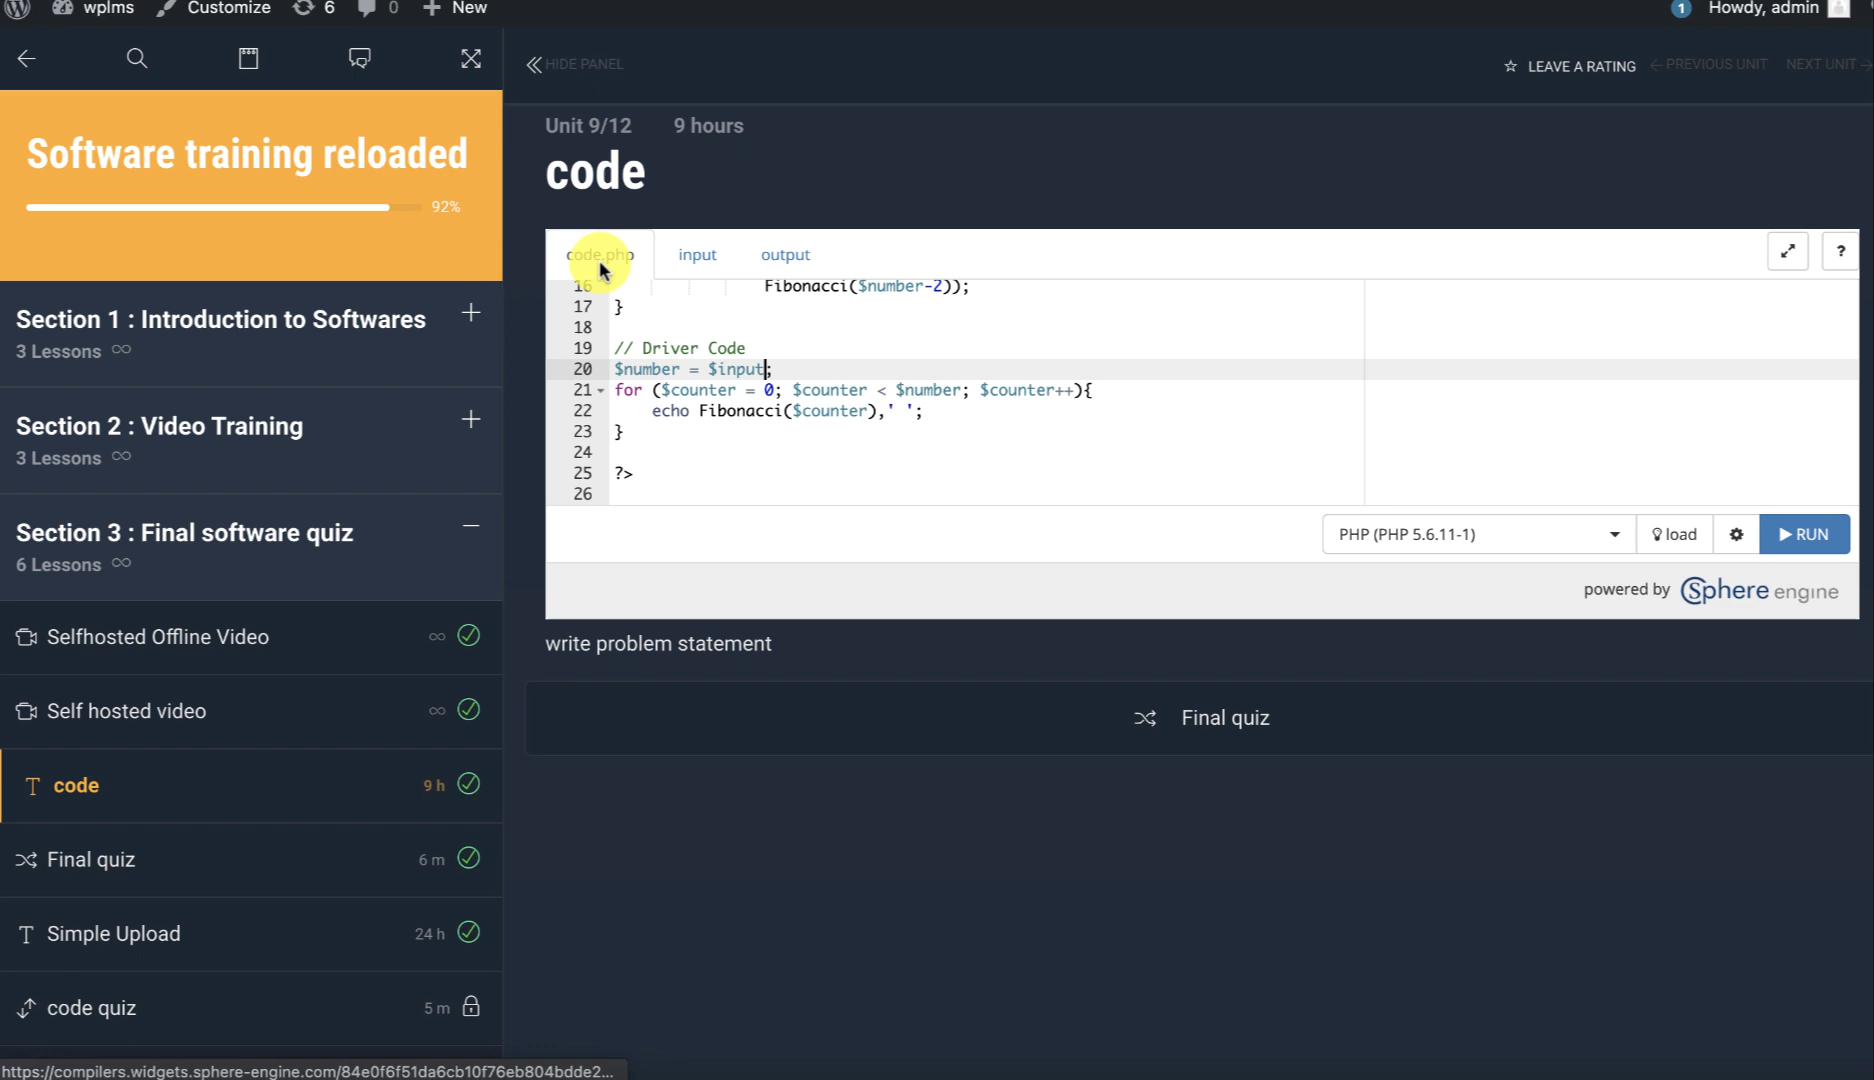 wplms Customize 6 0 + New 1 Howdy, admin
HIDE PANEL
LEAVE A RATING
PREVIOUS UNIT
NEXT UNIT
Software training reloaded
92%
Section 1 : Introduction to Softwares
3 Lessons ∞
Section 2 : Video Training
3 Lessons ∞
Section 3 : Final software quiz
6 Lessons ∞
Selfhosted Offline Video ∞
Self hosted video ∞
T code 9 h
Final quiz 6 m
T Simple Upload 24 h
code quiz 5 m
Unit 9/12 9 hours
code
code.php input output ?
16 Fibonacci($number-2));
17 }
18
19 // Driver Code
20 $number = $input;
21 for ($counter = 0; $counter < $number; $counter++){
22 echo Fibonacci($counter),' ';
23 }
24
25 ?>
26
PHP (PHP 5.6.11-1) load RUN
powered by Sphere engine
write problem statement
Final quiz
https://compilers.widgets.sphere-engine.com/84e0f6f51da6cb10f76eb804bdde2...